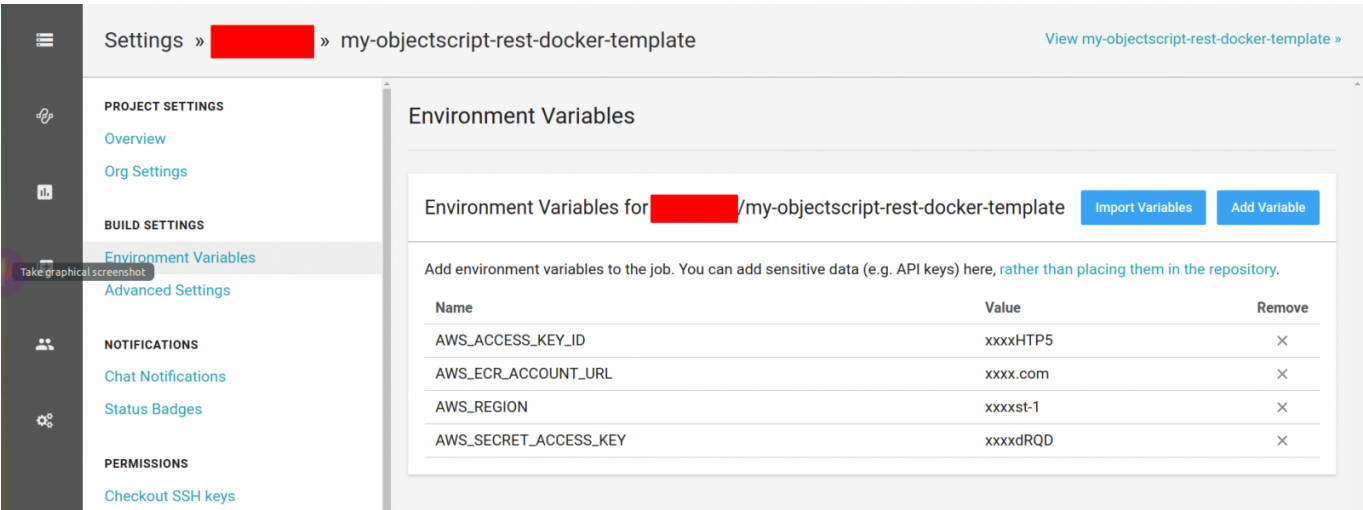 Settings » » my-objectscript-rest-docker-template
View my-objectscript-rest-docker-template »
PROJECT SETTINGS
Overview
Org Settings
BUILD SETTINGS
Environment Variables
Take graphical screenshot
Advanced Settings
NOTIFICATIONS
Chat Notifications
Status Badges
PERMISSIONS
Checkout SSH keys
Environment Variables
Environment Variables for /my-objectscript-rest-docker-template
Import Variables
Add Variable
Add environment variables to the job. You can add sensitive data (e.g. API keys) here, rather than placing them in the repository.
Name Value Remove
AWS_ACCESS_KEY_ID xxxxHTP5 ×
AWS_ECR_ACCOUNT_URL xxxx.com ×
AWS_REGION xxxxst-1 ×
AWS_SECRET_ACCESS_KEY xxxxdRQD ×